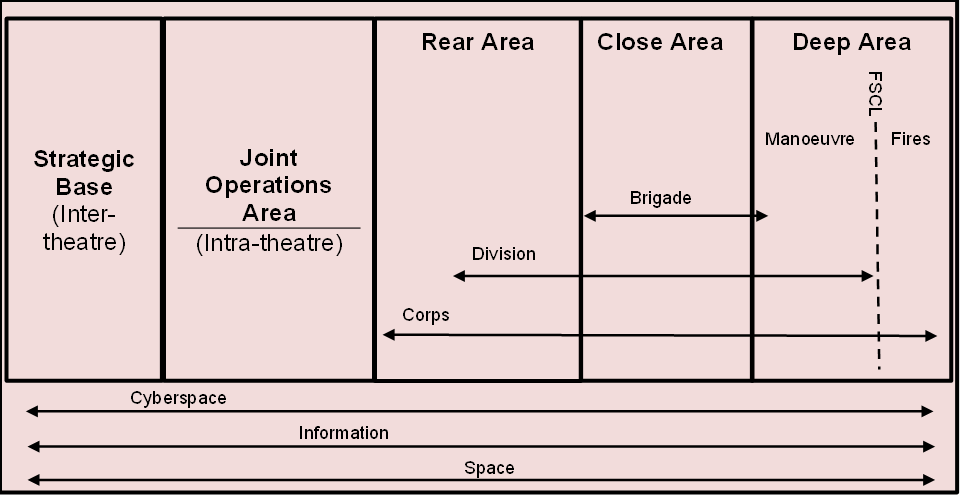 Strategic
Base
(Inter-
theatre)
Joint
Operations
Area
(Intra-theatre)
Rear Area
Close Area
Deep Area
FSCL
Manoeuvre
Fires
Brigade
Division
Corps
Cyberspace
Information
Space